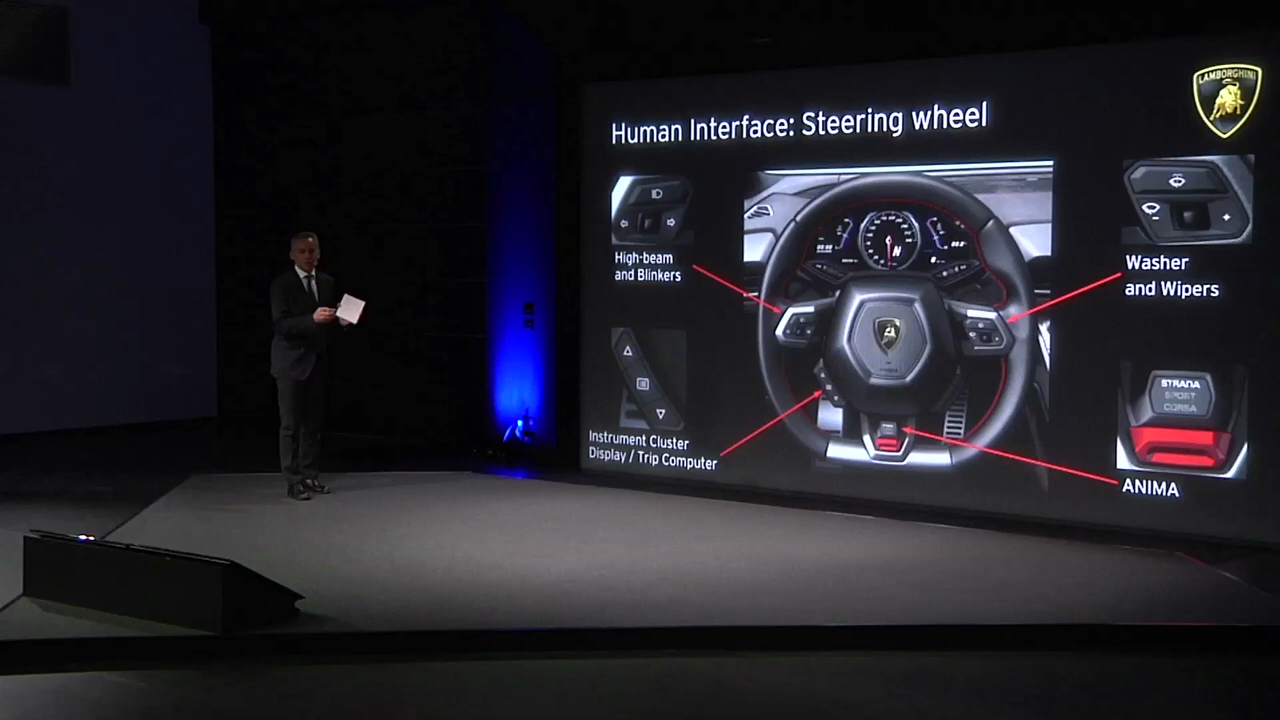 LAMBORGHINI
Human Interface: Steering wheel
High-beam
and Blinkers
Washer
and Wipers
N
STRADA
SPORT
CORSA
Instrument Cluster
Display / Trip Computer
ANIMA